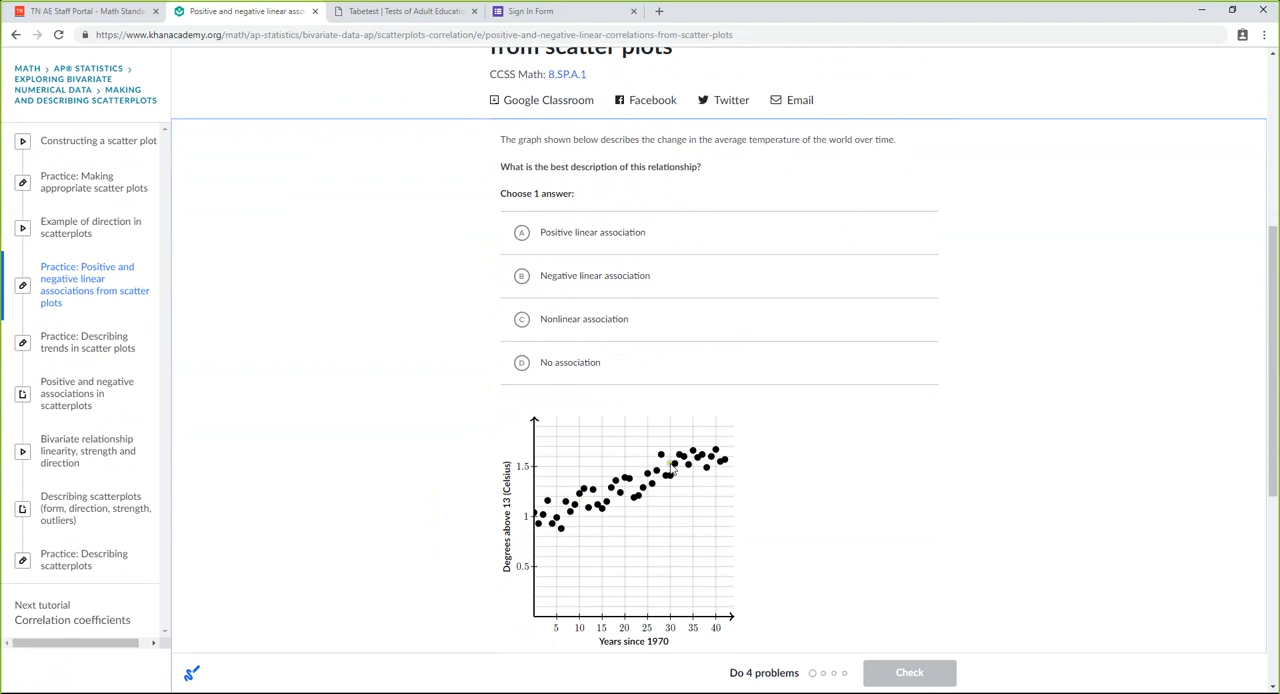 TN AE Staff Portal - Math Standa
Positive and negative linear asso
Tabetest | Tests of Adult Educatio
Sign In Form
https://www.khanacademy.org/math/ap-statistics/bivariate-data-ap/scatterplots-correlation/e/positive-and-negative-linear-correlations-from-scatter-plots
MATH > AP® STATISTICS >
EXPLORING BIVARIATE
NUMERICAL DATA > MAKING
AND DESCRIBING SCATTERPLOTS
Constructing a scatter plot
Practice: Making
appropriate scatter plots
Example of direction in
scatterplots
Practice: Positive and
negative linear
associations from scatter
plots
Practice: Describing
trends in scatter plots
Positive and negative
associations in
scatterplots
Bivariate relationship
linearity, strength and
direction
Describing scatterplots
(form, direction, strength,
outliers)
Practice: Describing
scatterplots
Next tutorial
Correlation coefficients
from scatter plots
CCSS Math: 8.SP.A.1
Google Classroom
Facebook
Twitter
Email
The graph shown below describes the change in the average temperature of the world over time.
What is the best description of this relationship?
Choose 1 answer:
A Positive linear association
B Negative linear association
C Nonlinear association
D No association
Degrees above 13 (Celsius)
1.5
1
0.5
5 10 15 20 25 30 35 40
Years since 1970
Do 4 problems
Check